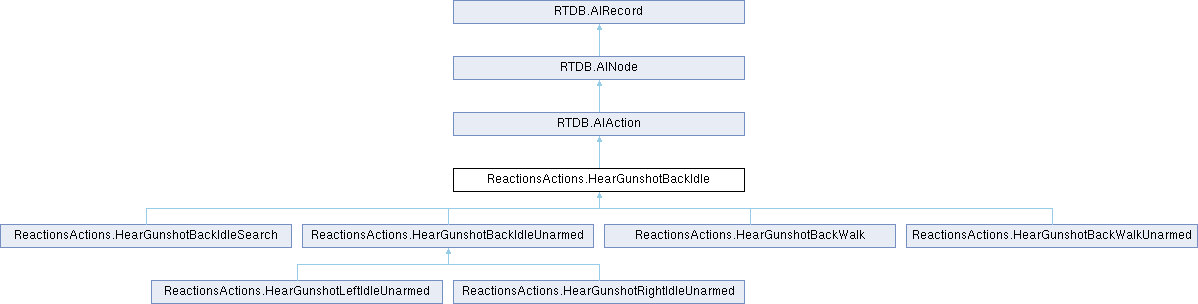 RTDB.AIRecord
RTDB.AINode
RTDB.AIAction
ReactionsActions.HearGunshotBackIdle
ReactionsActions.HearGunshotBackIdleSearch
ReactionsActions.HearGunshotBackIdleUnarmed
ReactionsActions.HearGunshotBackWalk
ReactionsActions.HearGunshotBackWalkUnarmed
ReactionsActions.HearGunshotLeftIdleUnarmed
ReactionsActions.HearGunshotRightIdleUnarmed